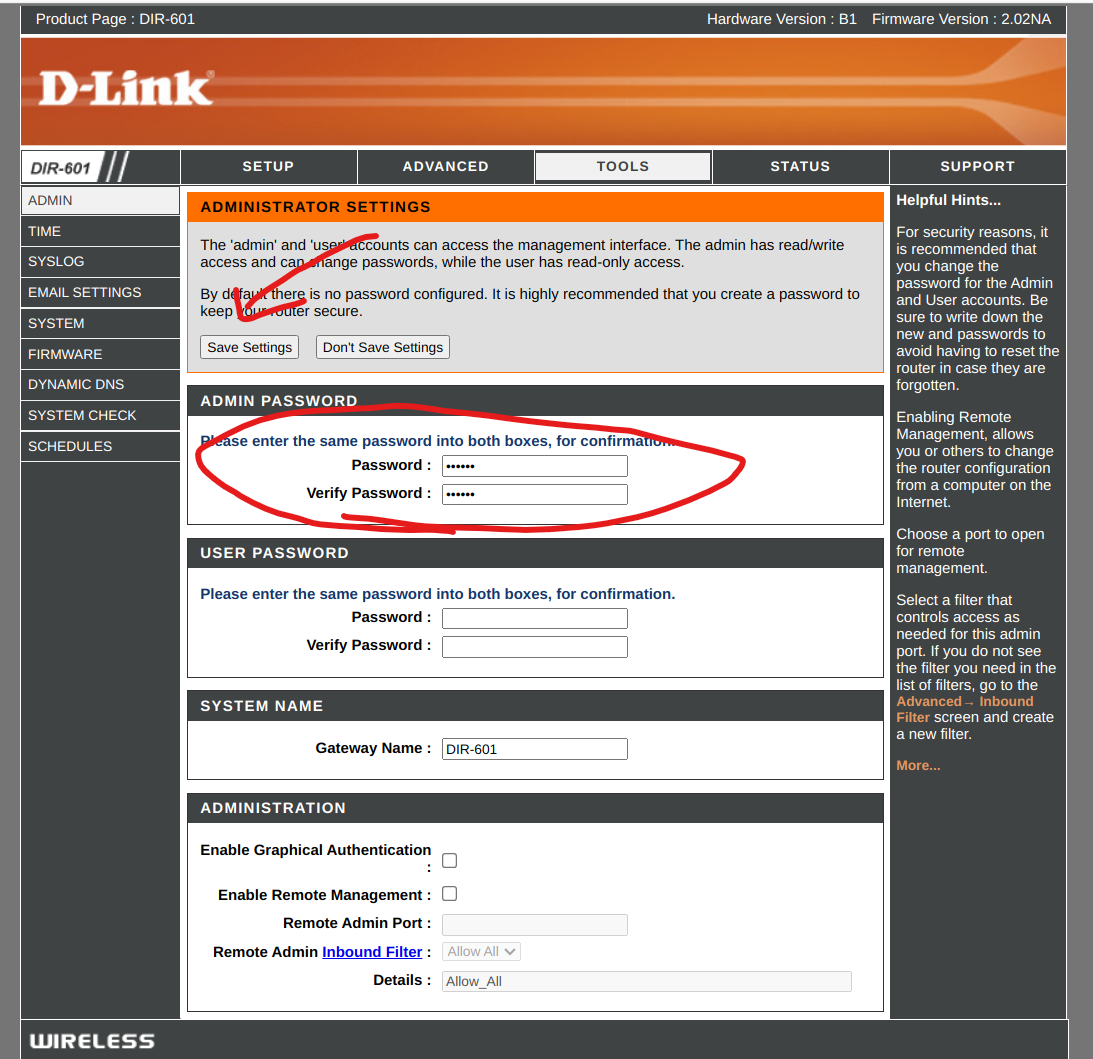 Product Page : DIR-601
Hardware Version : B1 Firmware Version : 2.02NA
D-Link®
DIR-601
SETUP
ADVANCED
TOOLS
STATUS
SUPPORT
ADMIN
TIME
SYSLOG
EMAIL SETTINGS
SYSTEM
FIRMWARE
DYNAMIC DNS
SYSTEM CHECK
SCHEDULES
ADMINISTRATOR SETTINGS
The 'admin' and 'user' accounts can access the management interface. The admin has read/write
access and can change passwords, while the user has read-only access.
By default there is no password configured. It is highly recommended that you create a password to
keep your router secure.
Save Settings
Don't Save Settings
ADMIN PASSWORD
Please enter the same password into both boxes, for confirmation.
Password : ••••••
Verify Password : ••••••
USER PASSWORD
Please enter the same password into both boxes, for confirmation.
Password :
Verify Password :
SYSTEM NAME
Gateway Name : DIR-601
ADMINISTRATION
Enable Graphical Authentication
:
Enable Remote Management :
Remote Admin Port :
Remote Admin Inbound Filter : Allow All
Details : Allow_All
Helpful Hints...
For security reasons, it
is recommended that
you change the
password for the Admin
and User accounts. Be
sure to write down the
new and passwords to
avoid having to reset the
router in case they are
forgotten.
Enabling Remote
Management, allows
you or others to change
the router configuration
from a computer on the
Internet.
Choose a port to open
for remote
management.
Select a filter that
controls access as
needed for this admin
port. If you do not see
the filter you need in the
list of filters, go to the
Advanced→ Inbound
Filter screen and create
a new filter.
More...
WIRELESS